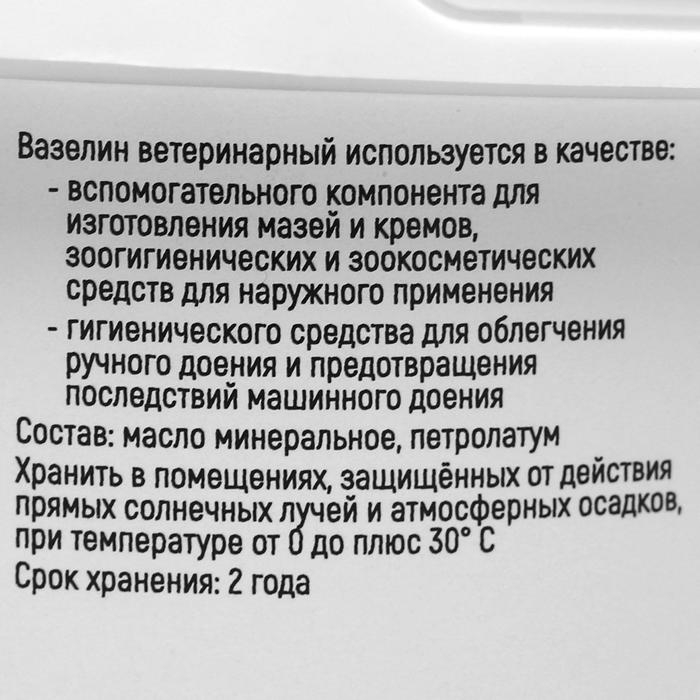 Вазелин ветеринарный используется в качестве:
- вспомогательного компонента для
изготовления мазей и кремов,
зоогигиенических и зоокосметических
средств для наружного применения
- гигиенического средства для облегчения
ручного доения и предотвращения
последствий машинного доения
Состав: масло минеральное, петролатум
Хранить в помещениях, защищённых от действия
прямых солнечных лучей и атмосферных осадков,
при температуре от 0 до плюс 30° С
Срок хранения: 2 года